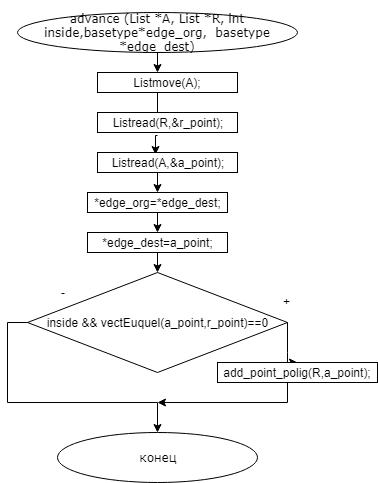 advance (List *A, List *R, int
inside,basetype*edge_org, basetype
*edge_dest)
Listmove(A);
Listread(R,&r_point);
Listread(A,&a_point);
*edge_org=*edge_dest;
*edge_dest=a_point;
-
+
inside && vectEuquel(a_point,r_point)==0
add_point_polig(R,a_point);
конец